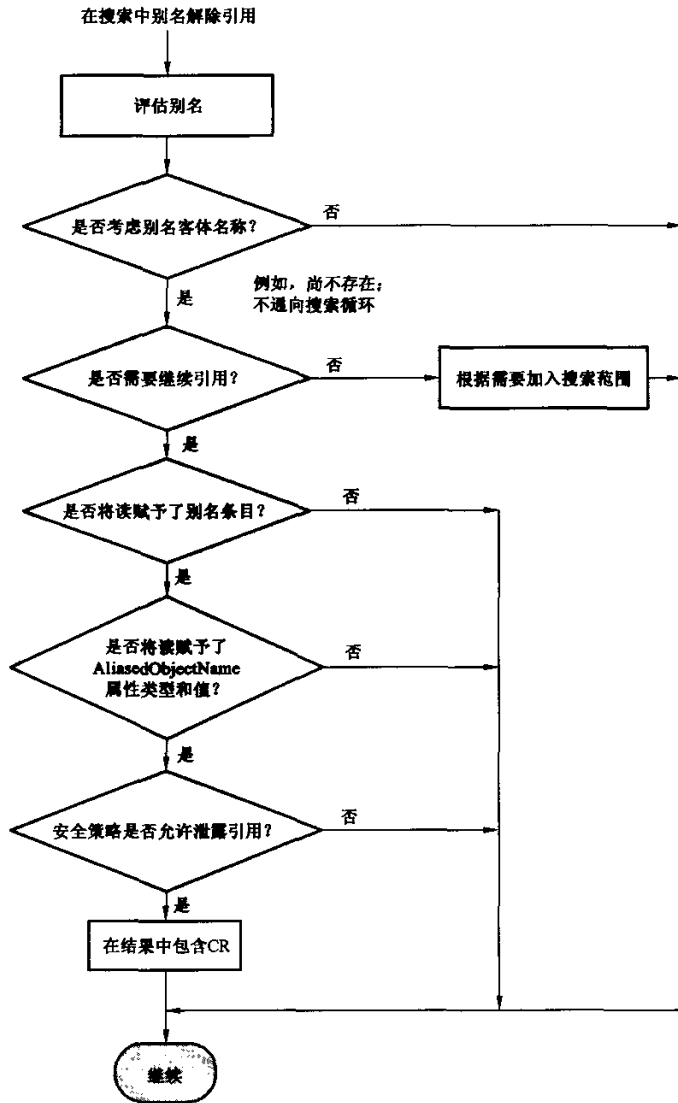 在搜索中别名解除引用
评估别名
是否考虑别名客体名称？
否
是
例如，尚不存在；
不通向搜索循环
是否需要继续引用？
否
根据需要加入搜索范围
是
是否将读赋予了别名条目？
否
是
是否将读赋予了
AliasedObjectName
属性类型和值？
否
是
安全策略是否允许泄露引用？
否
是
在结果中包含CR
继续